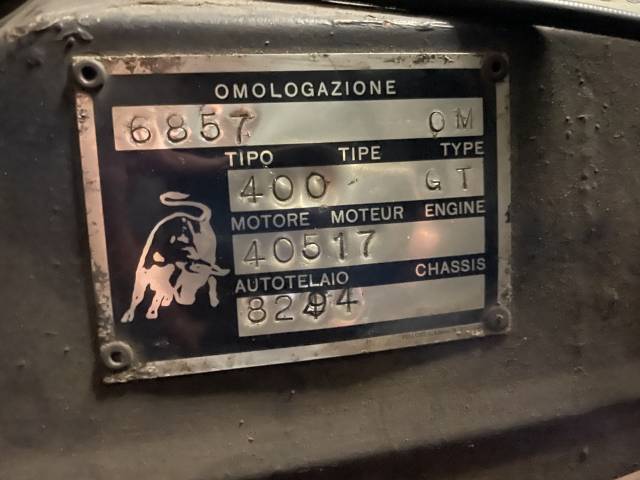 OMOLOGAZIONE
6857 OM
TIPO TIPE TYPE
400 GT
MOTORE MOTEUR ENGINE
40517
AUTOTELAIO CHASSIS
8294